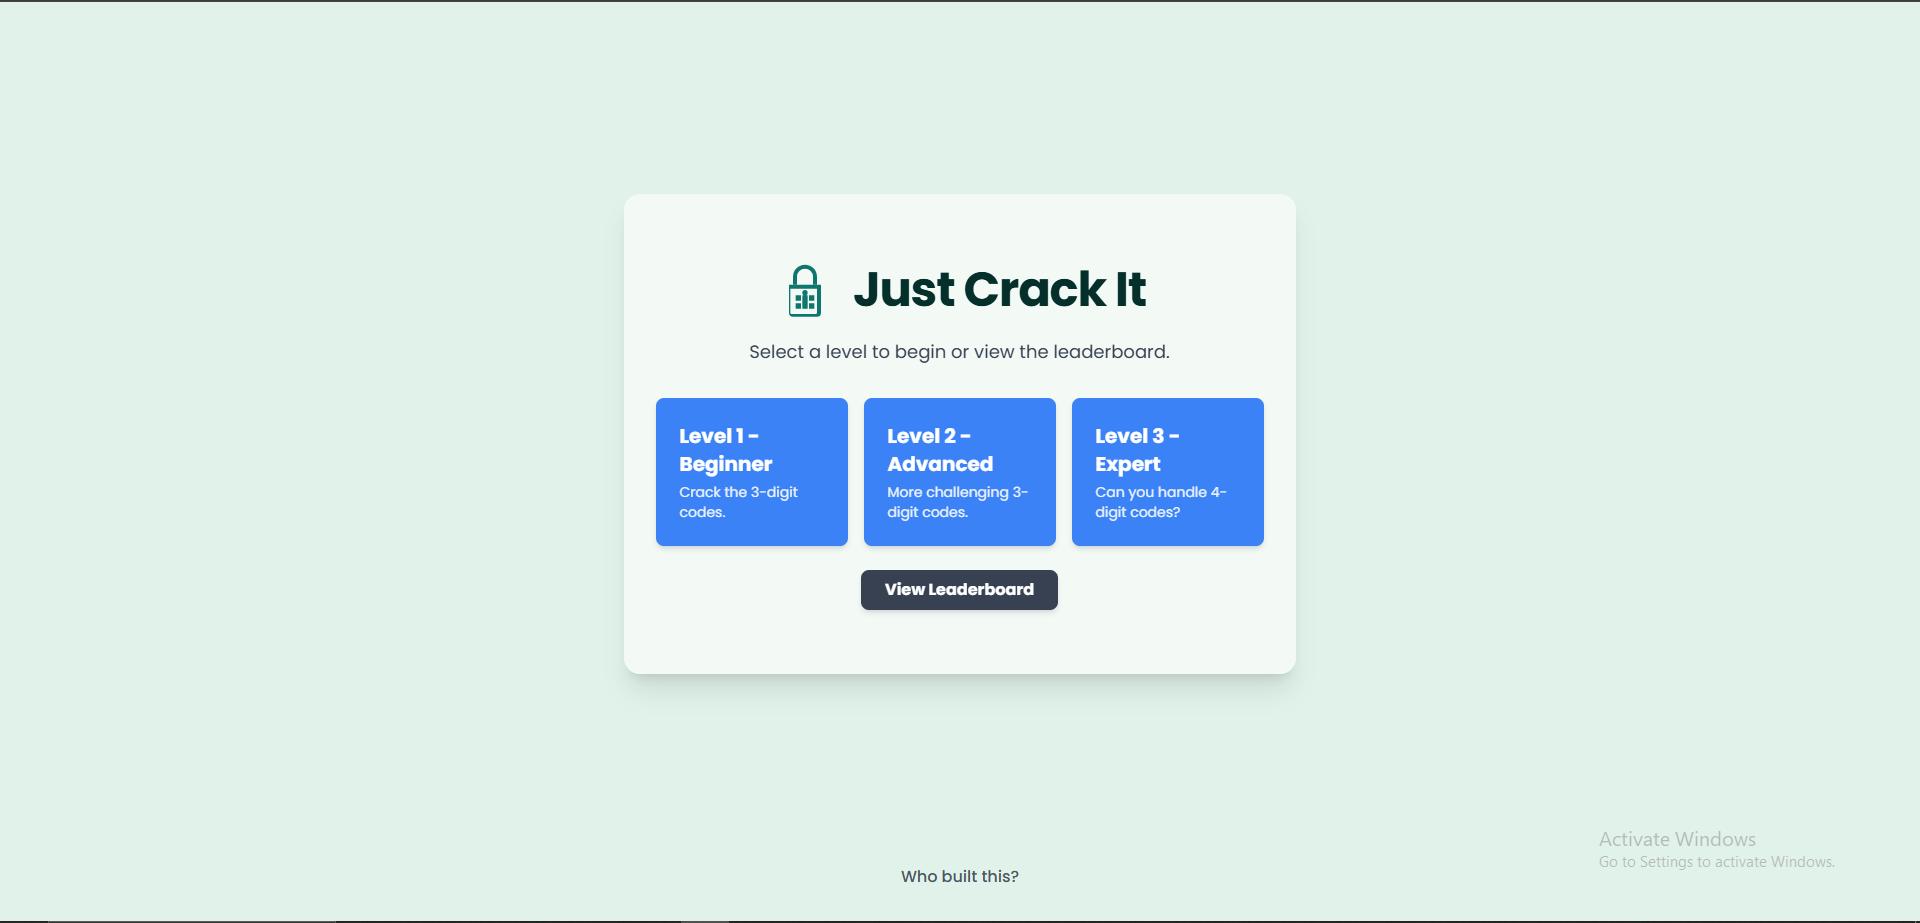 Just Crack It
Select a level to begin or view the leaderboard.
Level 1 -
Beginner
Crack the 3-digit
codes.
Level 2 -
Advanced
More challenging 3-
digit codes.
Level 3 -
Expert
Can you handle 4-
digit codes?
View Leaderboard
Activate Windows
Go to Settings to activate Windows.
Who built this?